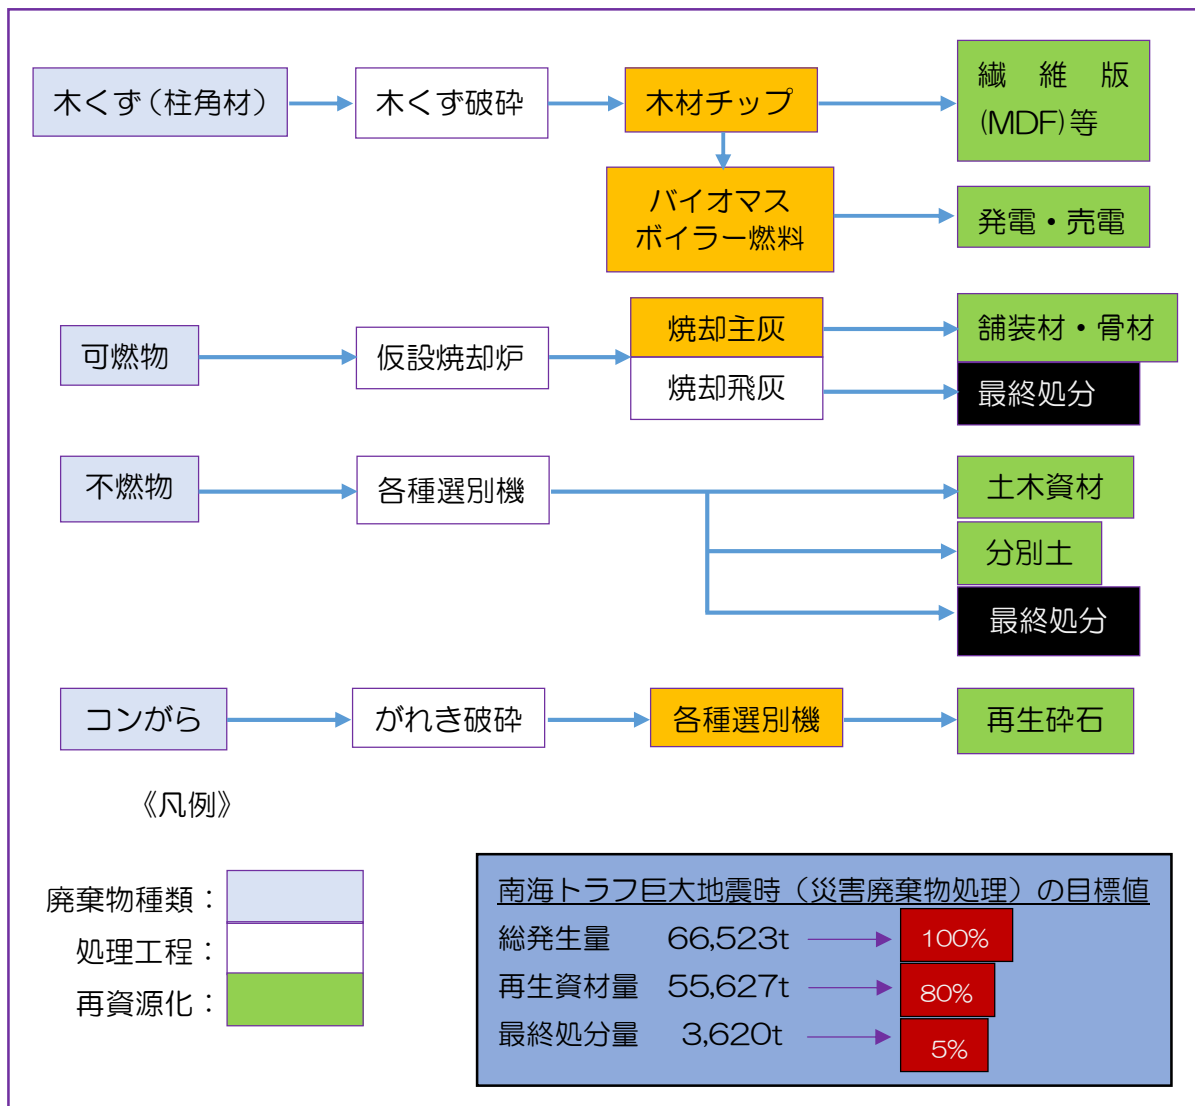 木くず(柱角材)
木くず破砕
木材チップ
繊維版
(MDF)等
バイオマス
ボイラー燃料
発電・売電
可燃物
仮設焼却炉
焼却主灰
舗装材・骨材
焼却飛灰
最終処分
不燃物
各種選別機
土木資材
分別土
最終処分
コンがら
がれき破砕
各種選別機
再生砕石
《凡例》
廃棄物種類:
処理工程:
再資源化:
南海トラフ巨大地震時(災害廃棄物処理)の目標値
総発生量 66,523t 100%
再生資材量 55,627t 80%
最終処分量 3,620t 5%